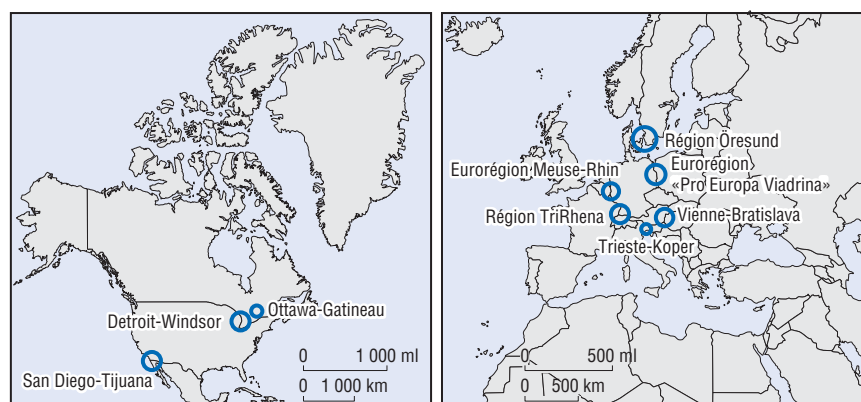 Ottawa-Gatineau
Detroit-Windsor
San Diego-Tijuana
0 1 000 ml
0 1 000 km
Région Öresund
Eurorégion Meuse-Rhin
Eurorégion
«Pro Europa Viadrina»
Région TriRhena
Vienne-Bratislava
Trieste-Koper
0 500 ml
0 500 km